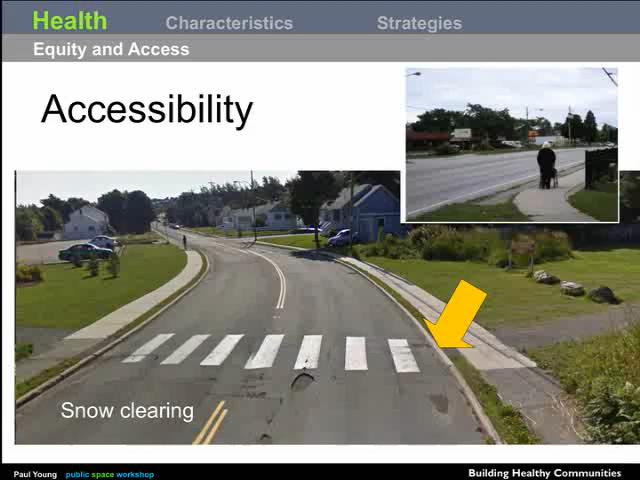 Health Characteristics Strategies
Equity and Access
Accessibility
Snow clearing
Paul Young public space workshop Building Healthy Communities